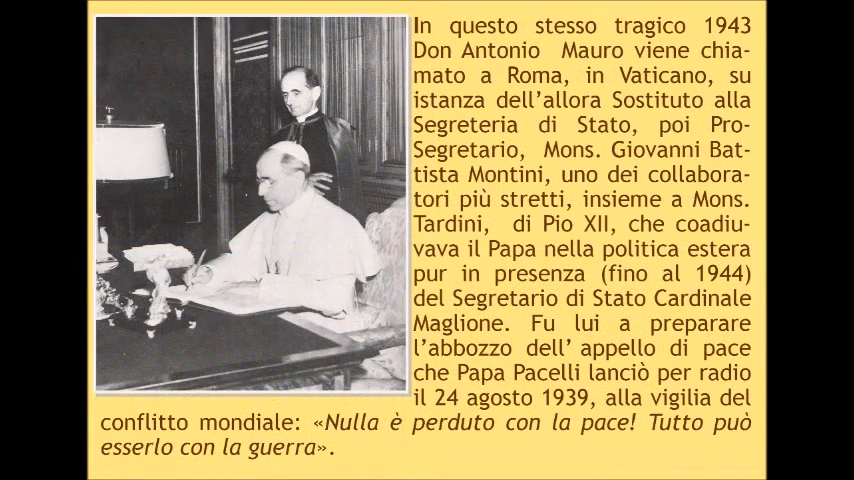 In questo stesso tragico 1943
Don Antonio Mauro viene chia-
mato a Roma, in Vaticano, su
istanza dell'allora Sostituto alla
Segreteria di Stato, poi Pro-
Segretario, Mons. Giovanni Bat-
tista Montini, uno dei collabora-
tori più stretti, insieme a Mons.
Tardini, di Pio XII, che coadiu-
vava il Papa nella politica estera
pur in presenza (fino al 1944)
del Segretario di Stato Cardinale
Maglione. Fu lui a preparare
l'abbozzo dell' appello di pace
che Papa Pacelli lanciò per radio
il 24 agosto 1939, alla vigilia del
conflitto mondiale: «Nulla è perduto con la pace! Tutto può
esserlo con la guerra».